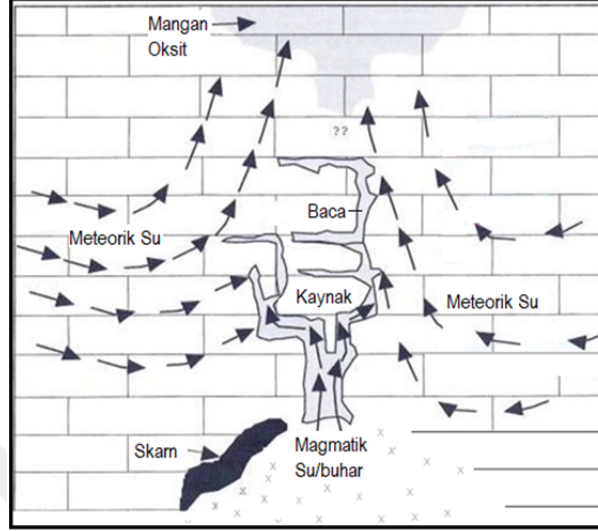 Mangan
Oksit
??
Baca
Meteorik Su
Kaynak
Meteorik Su
Skarn
Magmatik
Su/buhar